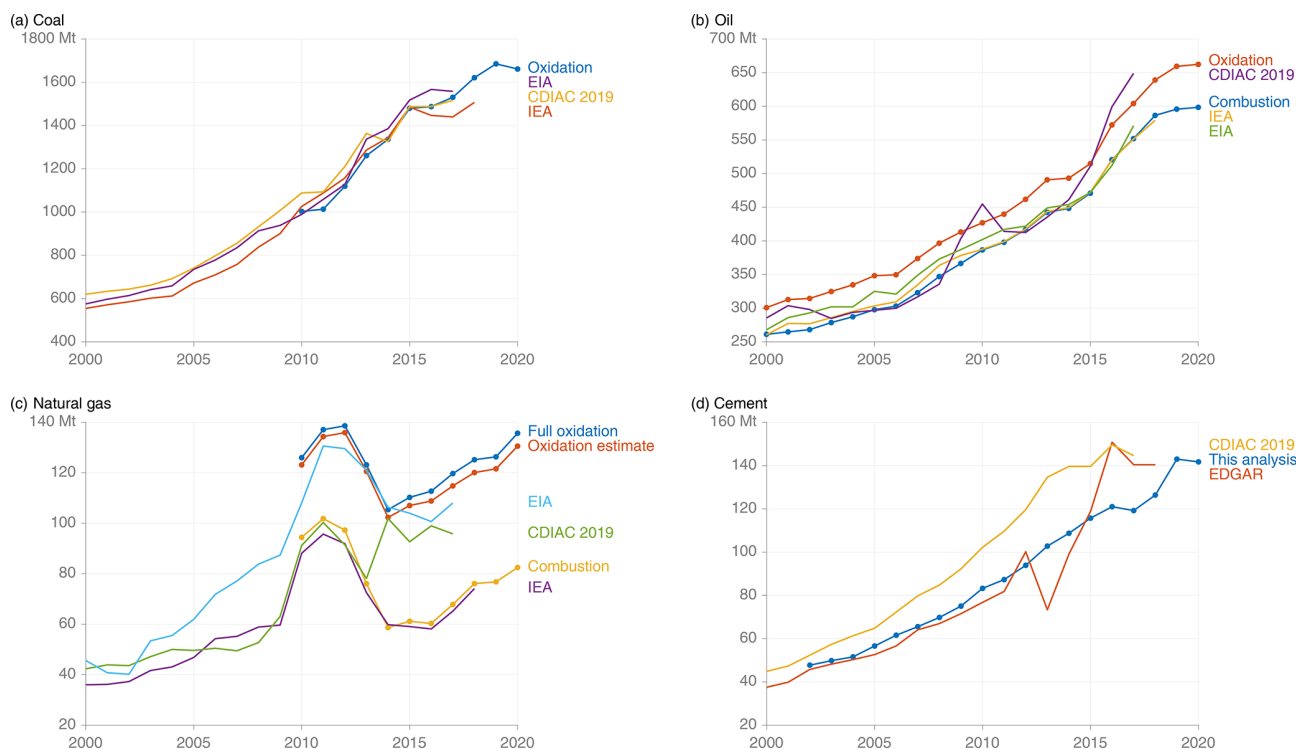 (a) Coal
1800 Mt
1600
1400
1200
1000
800
600
400
2000
2005
2010
2015
2020
Oxidation
EIA
CDIAC 2019
IEA
(b) Oil
700 Mt
650
600
550
500
450
400
350
300
250
2000
2005
2010
2015
2020
Oxidation
CDIAC 2019
Combustion
IEA
EIA
(c) Natural gas
140 Mt
120
100
80
60
40
20
2000
2005
2010
2015
2020
Full oxidation
Oxidation estimate
EIA
CDIAC 2019
Combustion
IEA
(d) Cement
160 Mt
140
120
100
80
60
40
20
2000
2005
2010
2015
2020
CDIAC 2019
This analysis
EDGAR